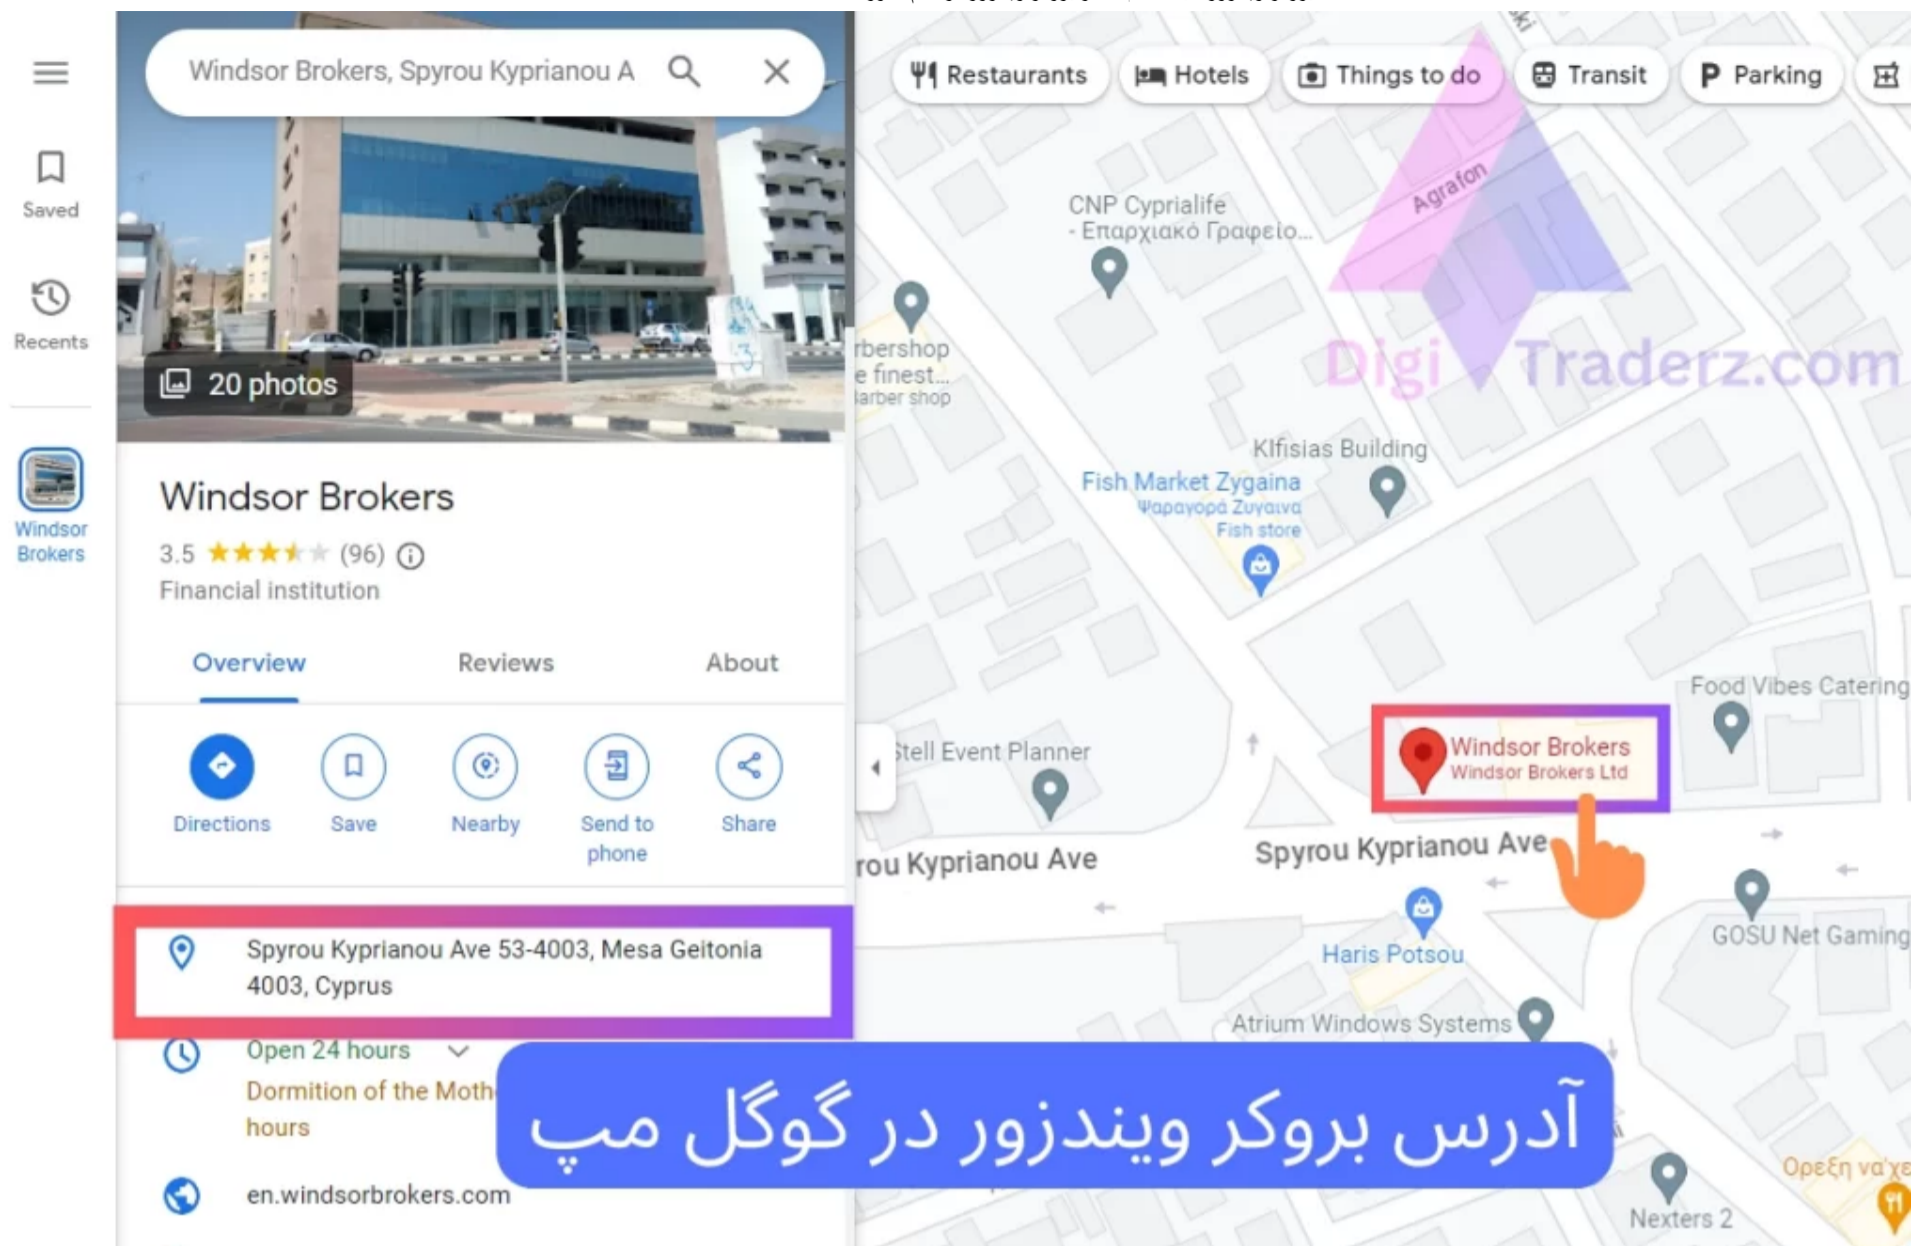 Windsor Brokers, Spyrou Kyprianou A
Restaurants
Hotels
Things to do
Transit
Parking
Saved
Recents
Windsor
Brokers
20 photos
Windsor Brokers
3.5 (96)
Financial institution
Overview
Reviews
About
Directions
Save
Nearby
Send to
phone
Share
Spyrou Kyprianou Ave 53-4003, Mesa Geitonia
4003, Cyprus
Open 24 hours
Dormition of the Moth
hours
en.windsorbrokers.com
Agrafon
CNP Cyprialife
- Επαρχιακό Γραφείο...
rbershop
e finest...
arber shop
Digi Traderz.com
Klfisias Building
Fish Market Zygaina
Ψαραγορά Ζυγαινα
Fish store
Food Vibes Catering
Stell Event Planner
Windsor Brokers
Windsor Brokers Ltd
rou Kyprianou Ave
Spyrou Kyprianou Ave
Haris Potsou
GOSU Net Gaming
Atrium Windows Systems
آدرس بروکر ویندزور در گوگل مپ
Ορεξη να'χε
Nexters 2